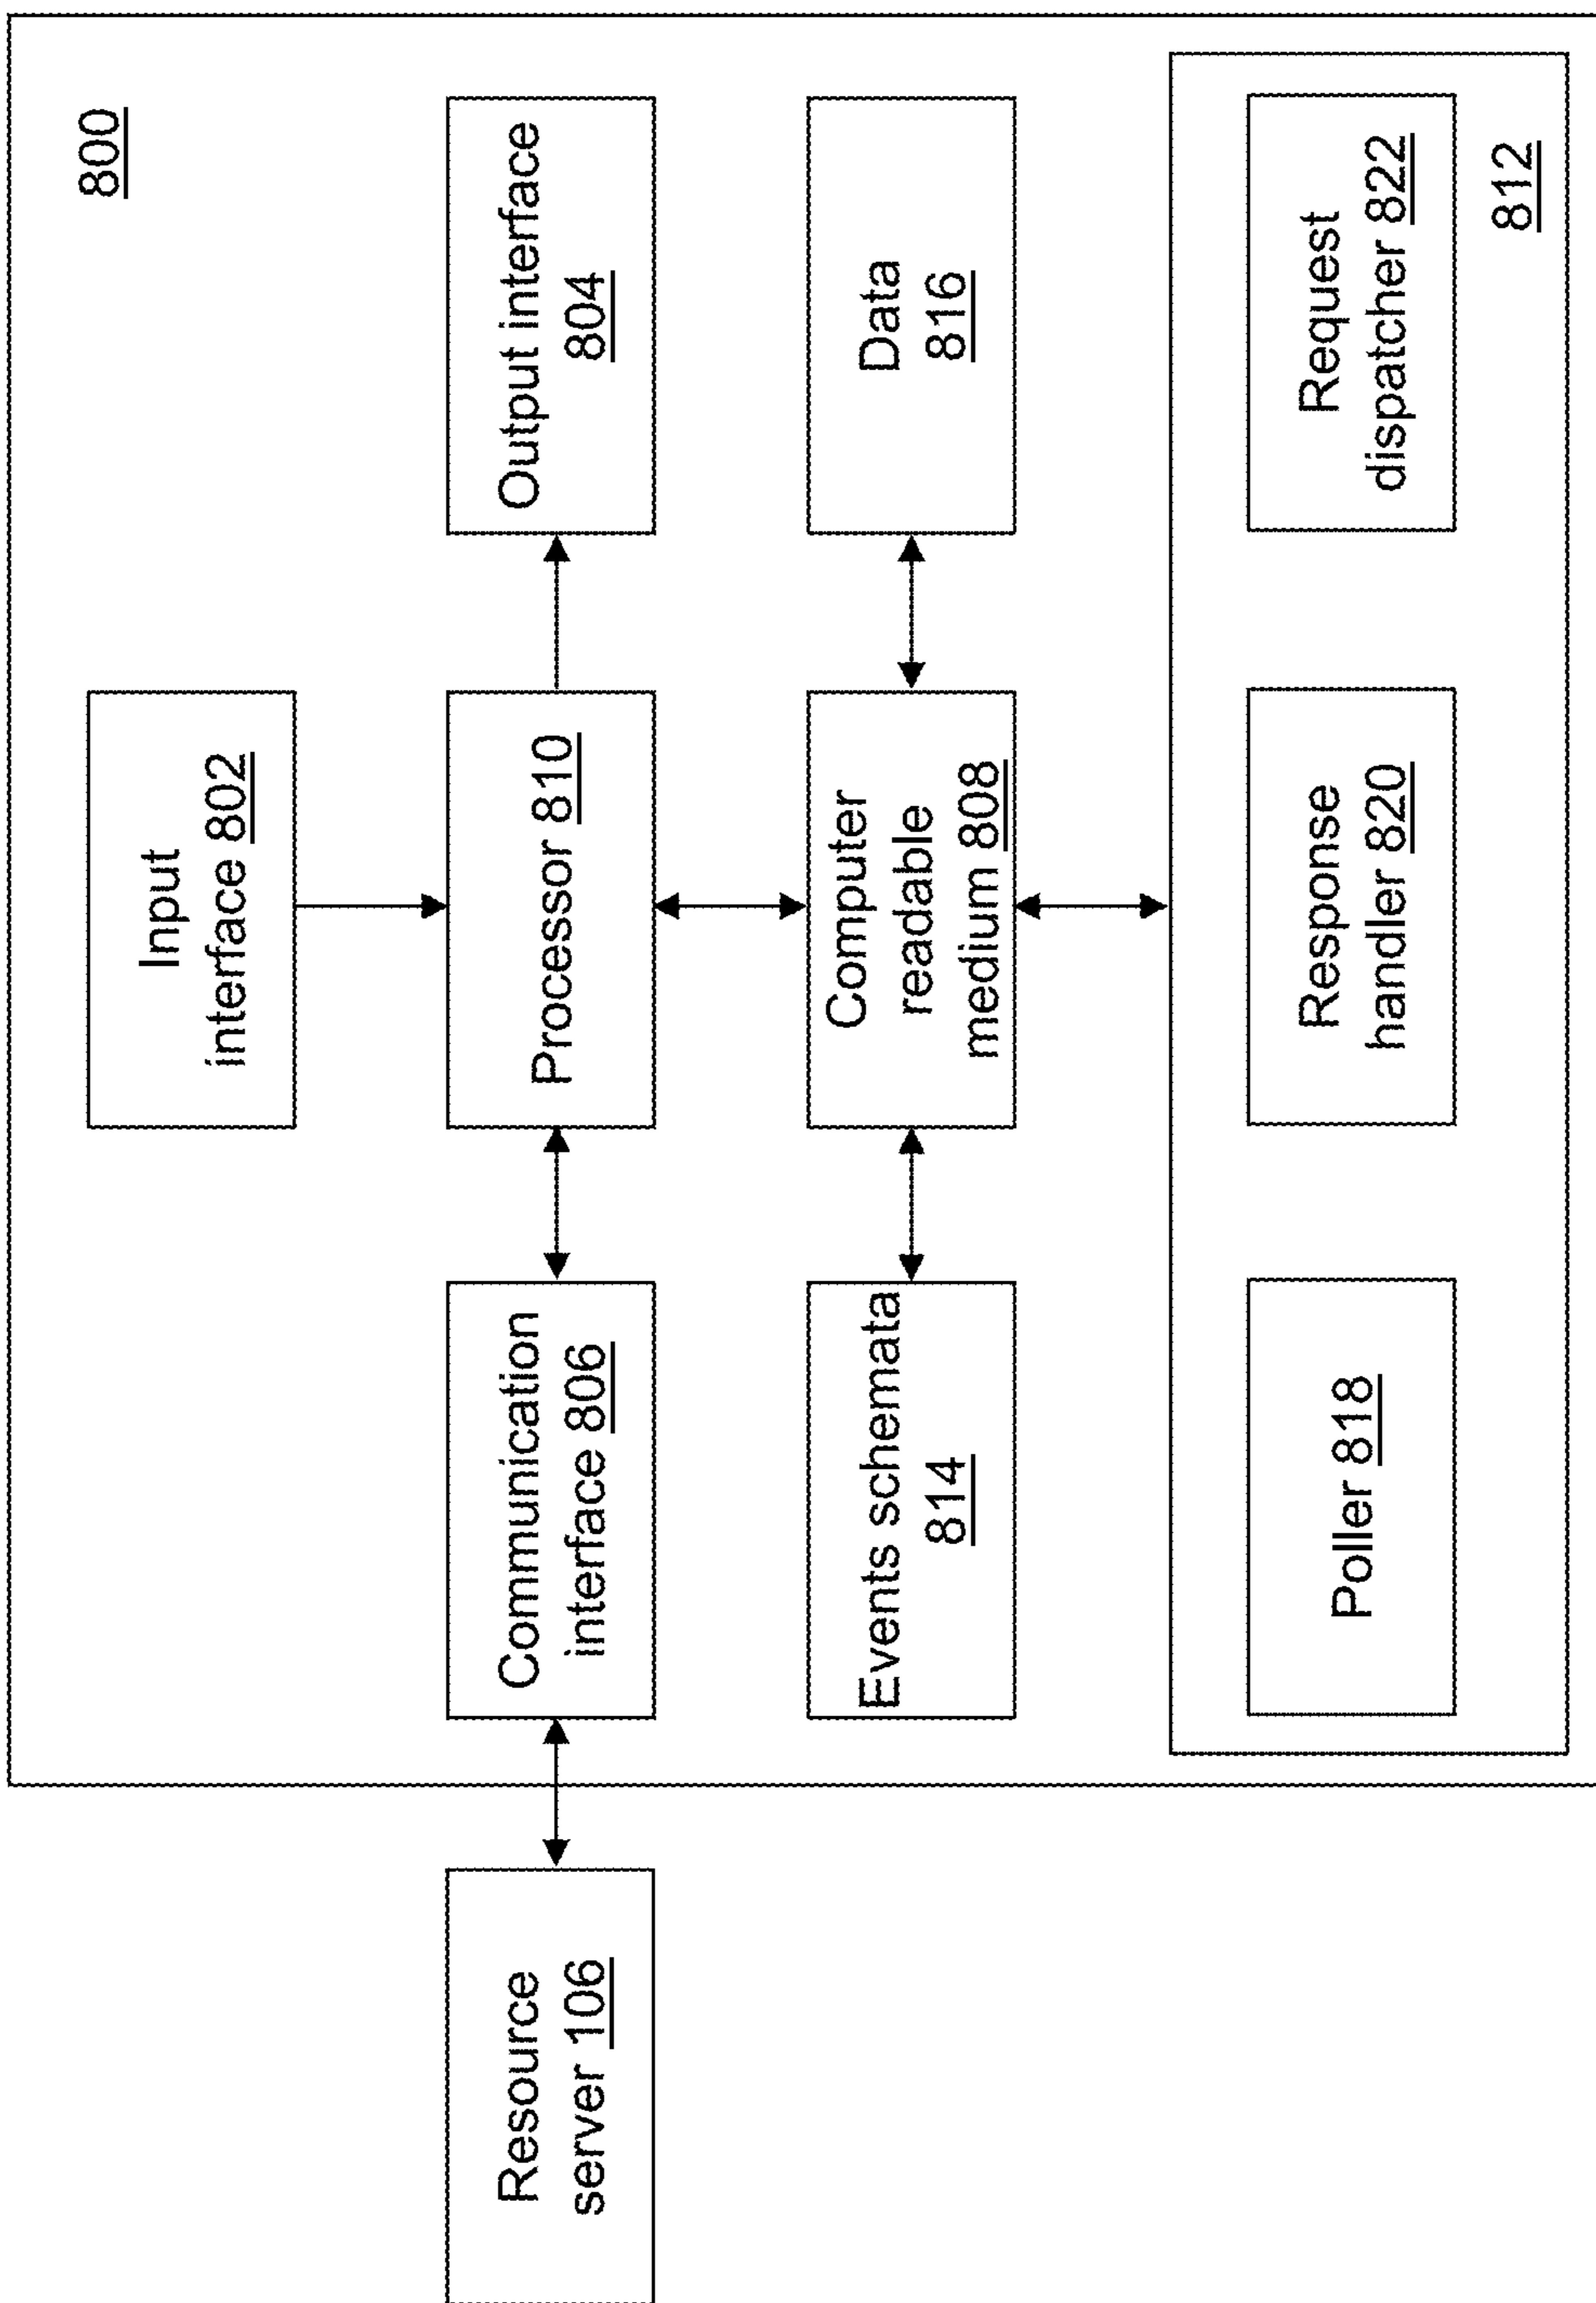 800
Input
interface 802
Resource
server 106
Communication
interface 806
Processor 810
Output interface
804
Events schemata
814
Computer
readable
medium 808
Data
816
Poller 818
Response
handler 820
Request
dispatcher 822
812